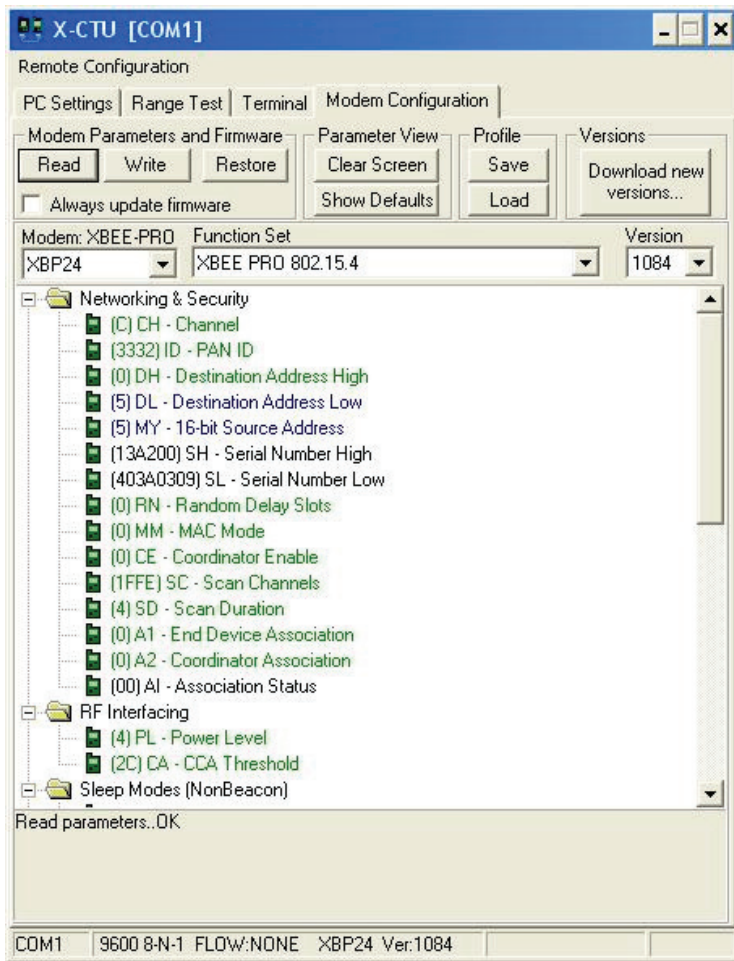 X-CTU [COM1]
Remote Configuration
PC Settings Range Test Terminal Modem Configuration
Modem Parameters and Firmware Parameter View Profile Versions
Read Write Restore Clear Screen Save Download new versions...
Always update firmware Show Defaults Load
Modem: XBEE-PRO Function Set Version
XBP24 XBEE PRO 802.15.4 1084
Networking & Security
(C) CH - Channel
(3332) ID - PAN ID
(0) DH - Destination Address High
(5) DL - Destination Address Low
(5) MY - 16-bit Source Address
(13A200) SH - Serial Number High
(403A0309) SL - Serial Number Low
(0) RN - Random Delay Slots
(0) MM - MAC Mode
(0) CE - Coordinator Enable
(1FFE) SC - Scan Channels
(4) SD - Scan Duration
(0) A1 - End Device Association
(0) A2 - Coordinator Association
(00) AI - Association Status
RF Interfacing
(4) PL - Power Level
(2C) CA - CCA Threshold
Sleep Modes (NonBeacon)
Read parameters..OK
COM1 9600 8-N-1 FLOW:NONE XBP24 Ver:1084